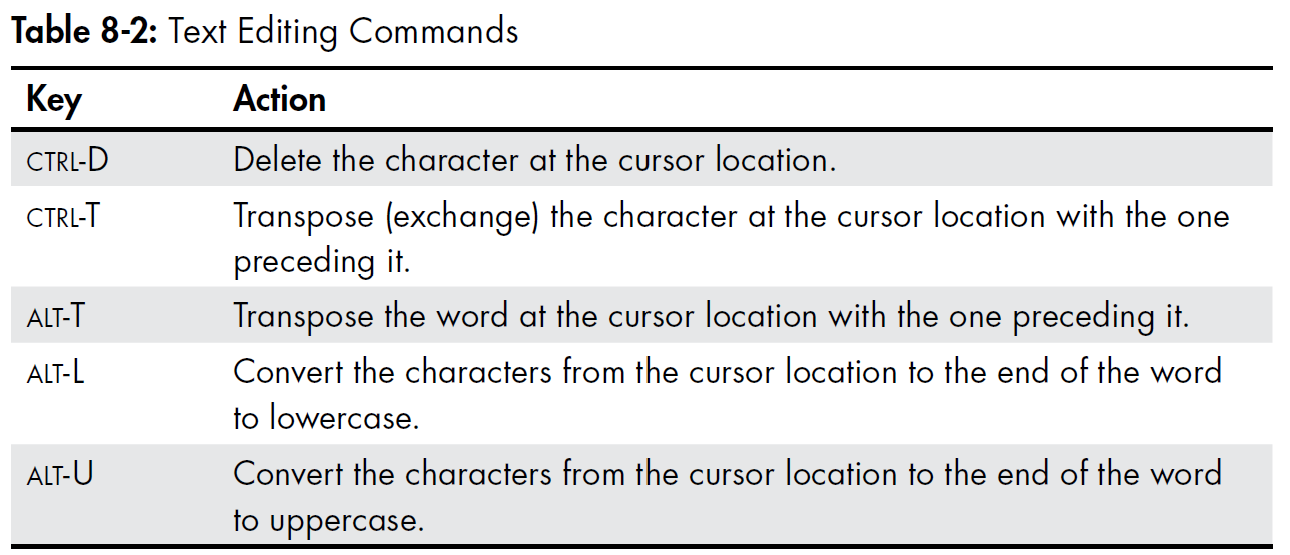 Table 8-2: Text Editing Commands
Key Action
CTRL-D Delete the character at the cursor location.
CTRL-T Transpose (exchange) the character at the cursor location with the one
preceding it.
ALT-T Transpose the word at the cursor location with the one preceding it.
ALT-L Convert the characters from the cursor location to the end of the word
to lowercase.
ALT-U Convert the characters from the cursor location to the end of the word
to uppercase.